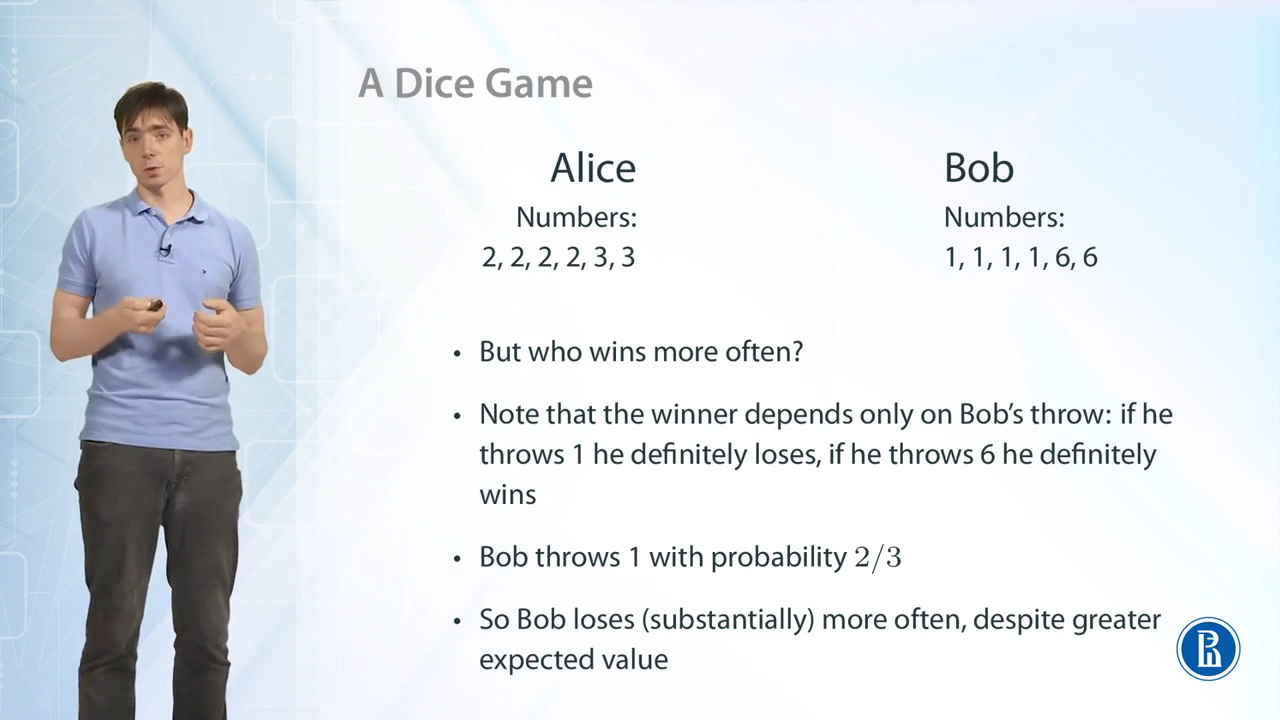 A Dice Game
Alice
Numbers:
2, 2, 2, 2, 3, 3
Bob
Numbers:
1, 1, 1, 1, 6, 6
• But who wins more often?
• Note that the winner depends only on Bob’s throw: if he
throws 1 he definitely loses, if he throws 6 he definitely
wins
• Bob throws 1 with probability 2/3
• So Bob loses (substantially) more often, despite greater
expected value